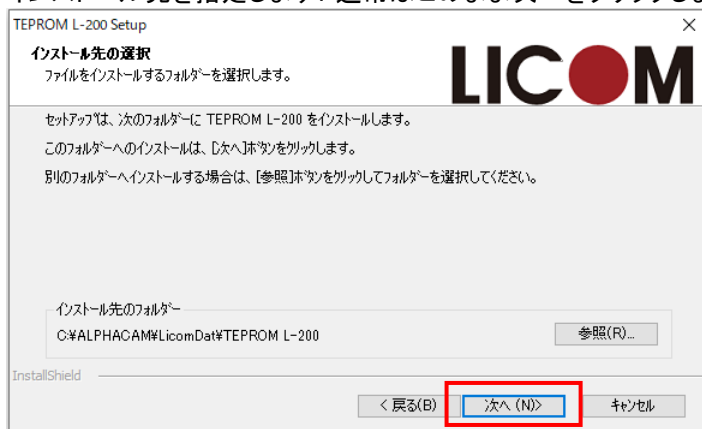 TEPROM L-200 Setup
インストール先の選択
ファイルをインストールするフォルダーを選択します。
LICOM
セットアップは、次のフォルダーに TEPROM L-200 をインストールします。
このフォルダーへのインストールは、[次へ]ボタンをクリックします。
別のフォルダーへインストールする場合は、[参照]ボタンをクリックしてフォルダーを選択してください。
インストール先のフォルダー
C:¥ALPHACAM¥LicomDat¥TEPROM L-200
参照(R)...
InstallShield
< 戻る(B)
次へ (N)>
キャンセル